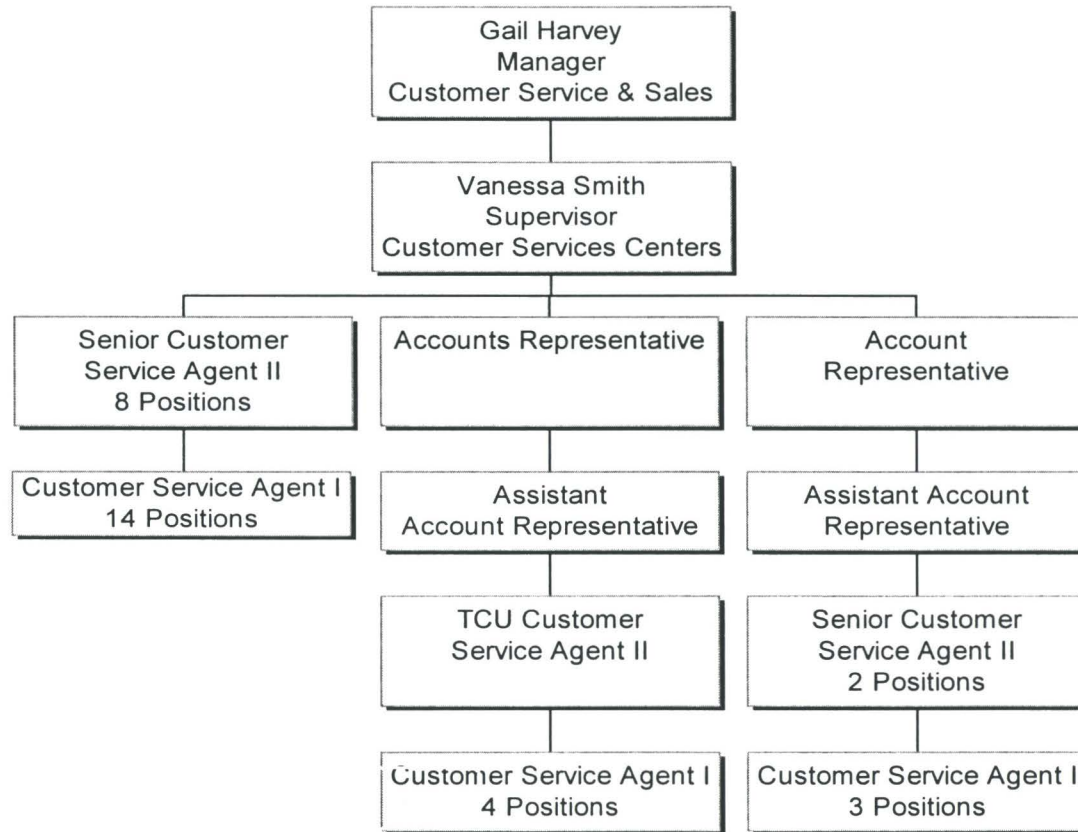 Gail Harvey
Manager
Customer Service & Sales
Vanessa Smith
Supervisor
Customer Services Centers
Senior Customer
Service Agent II
8 Positions
Accounts Representative
Account
Representative
Customer Service Agent I
14 Positions
Assistant
Account Representative
Assistant Account
Representative
TCU Customer
Service Agent II
Senior Customer
Service Agent II
2 Positions
Customer Service Agent I
4 Positions
Customer Service Agent I
3 Positions